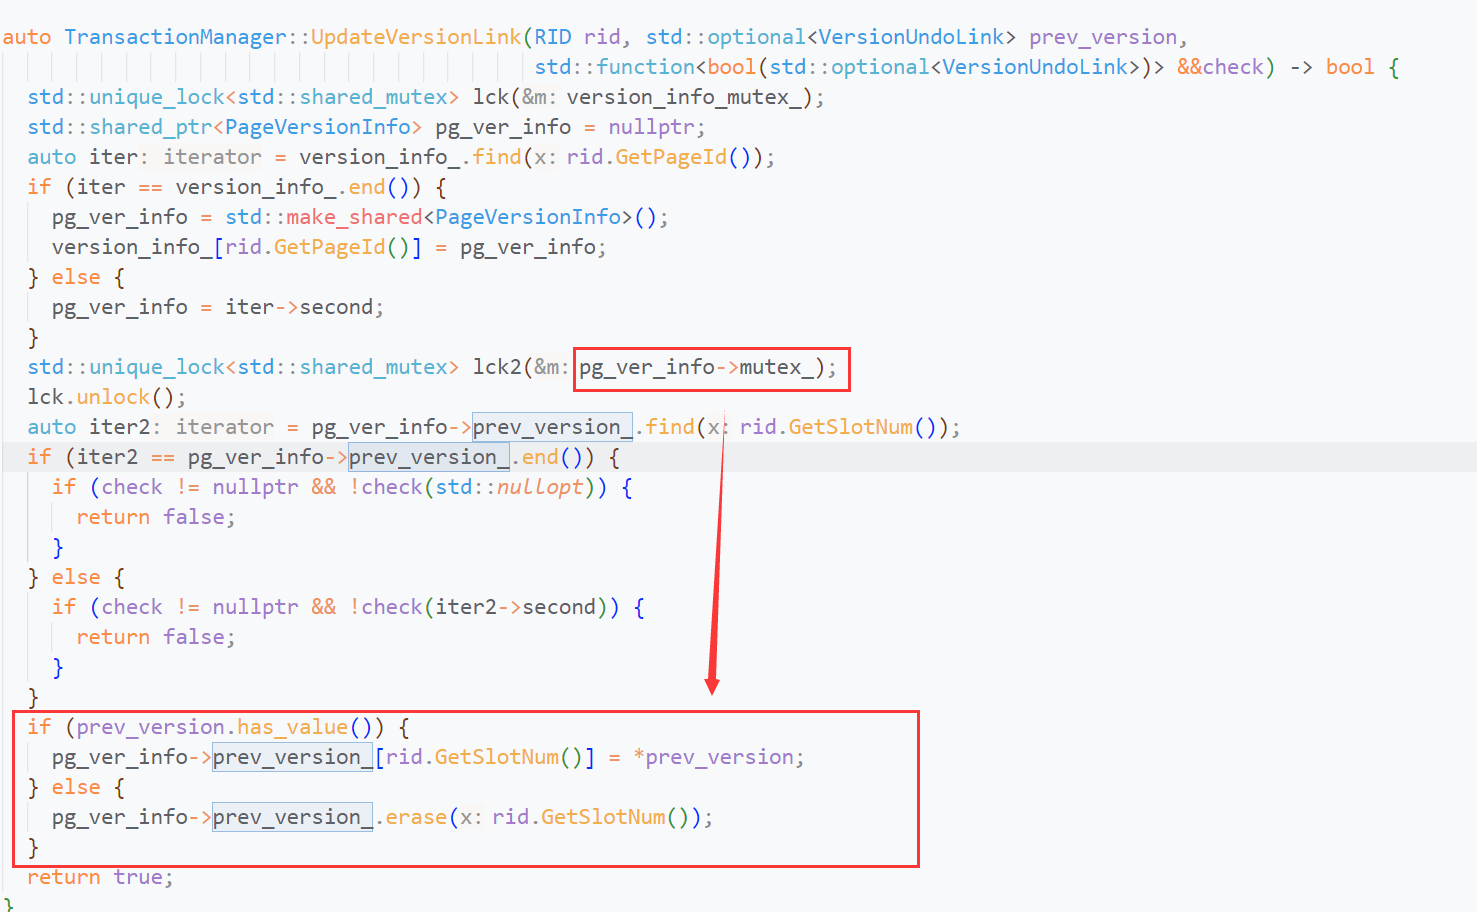 auto TransactionManager::UpdateVersionLink(RID rid, std::optional<VersionUndoLink> prev_version,
std::function<bool(std::optional<VersionUndoLink>)> &&check) -> bool {
std::unique_lock<std::shared_mutex> lck(&m: version_info_mutex_);
std::shared_ptr<PageVersionInfo> pg_ver_info = nullptr;
auto iter: iterator = version_info_.find(x: rid.GetPageId());
if (iter == version_info_.end()) {
pg_ver_info = std::make_shared<PageVersionInfo>();
version_info_[rid.GetPageId()] = pg_ver_info;
} else {
pg_ver_info = iter->second;
}
std::unique_lock<std::shared_mutex> lck2(&m: pg_ver_info->mutex_);
lck.unlock();
auto iter2: iterator = pg_ver_info->prev_version_.find(x: rid.GetSlotNum());
if (iter2 == pg_ver_info->prev_version_.end()) {
if (check != nullptr && !check(std::nullopt)) {
return false;
}
} else {
if (check != nullptr && !check(iter2->second)) {
return false;
}
}
if (prev_version.has_value()) {
pg_ver_info->prev_version_[rid.GetSlotNum()] = *prev_version;
} else {
pg_ver_info->prev_version_.erase(x: rid.GetSlotNum());
}
return true;
}